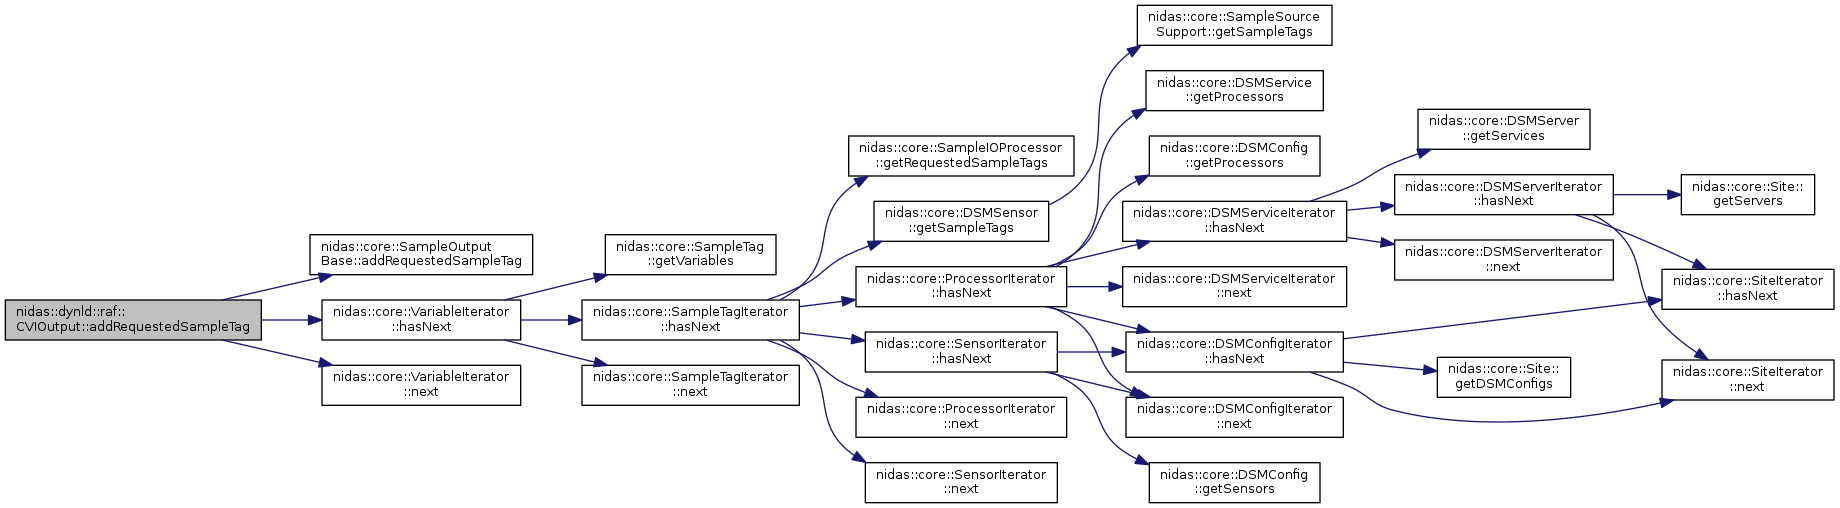 nidas::dynld::raf::
CVIOutput::addRequestedSampleTag
nidas::core::SampleOutput
Base::addRequestedSampleTag
nidas::core::VariableIterator
::hasNext
nidas::core::VariableIterator
::next
nidas::core::SampleTag
::getVariables
nidas::core::SampleTagIterator
::hasNext
nidas::core::SampleTagIterator
::next
nidas::core::SampleIOProcessor
::getRequestedSampleTags
nidas::core::DSMSensor
::getSampleTags
nidas::core::ProcessorIterator
::hasNext
nidas::core::SensorIterator
::hasNext
nidas::core::ProcessorIterator
::next
nidas::core::SensorIterator
::next
nidas::core::SampleSource
Support::getSampleTags
nidas::core::DSMService
::getProcessors
nidas::core::DSMConfig
::getProcessors
nidas::core::DSMServiceIterator
::hasNext
nidas::core::DSMServiceIterator
::next
nidas::core::DSMConfigIterator
::hasNext
nidas::core::DSMConfigIterator
::next
nidas::core::DSMConfig
::getSensors
nidas::core::DSMServer
::getServices
nidas::core::DSMServerIterator
::hasNext
nidas::core::DSMServerIterator
::next
nidas::core::Site::
getDSMConfigs
nidas::core::Site::
getServers
nidas::core::SiteIterator
::hasNext
nidas::core::SiteIterator
::next